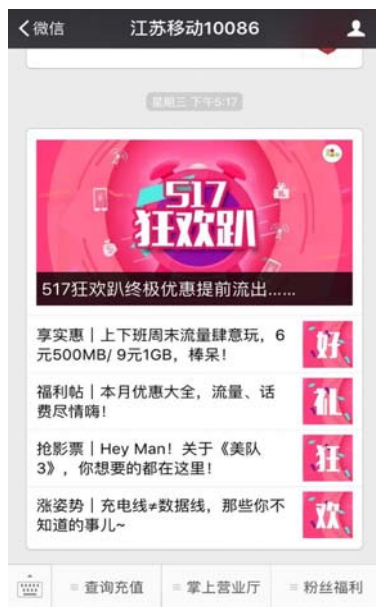 微信
江苏移动10086
星期三 下午5:17
517
狂欢趴
517狂欢趴终极优惠提前流出……
享实惠｜上下班周末流量肆意玩，6
元500MB/ 9元1GB，棒呆！
好
福利帖｜本月优惠大全，流量、话
费尽情嗨！
礼
抢影票｜Hey Man！关于《美队
3》，你想要的都在这里！
狂
涨姿势｜充电线≠数据线，那些你不
知道的事儿~
欢
查询充值
掌上营业厅
粉丝福利